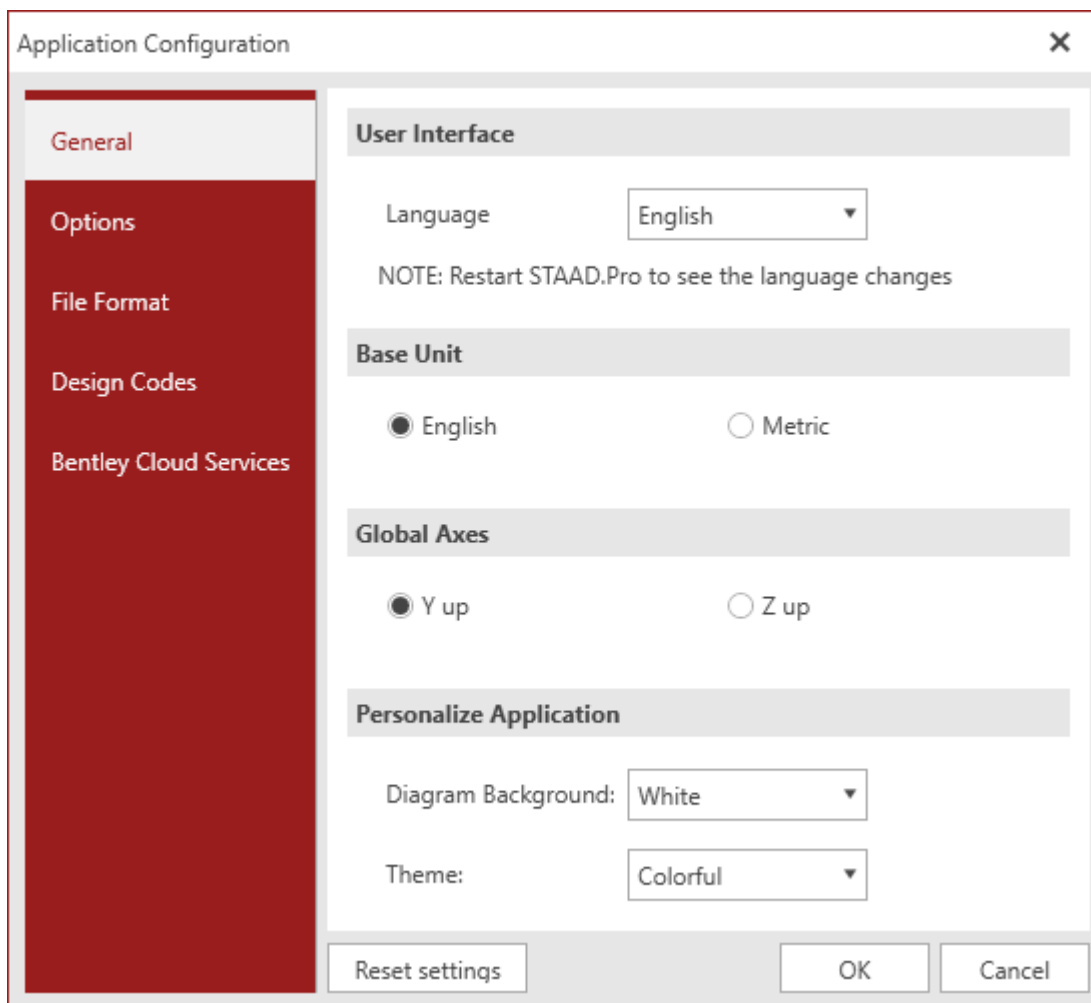 Application Configuration
General
Options
File Format
Design Codes
Bentley Cloud Services
User Interface
Language English
NOTE: Restart STAAD.Pro to see the language changes
Base Unit
English Metric
Global Axes
Y up Z up
Personalize Application
Diagram Background: White
Theme: Colorful
Reset settings OK Cancel